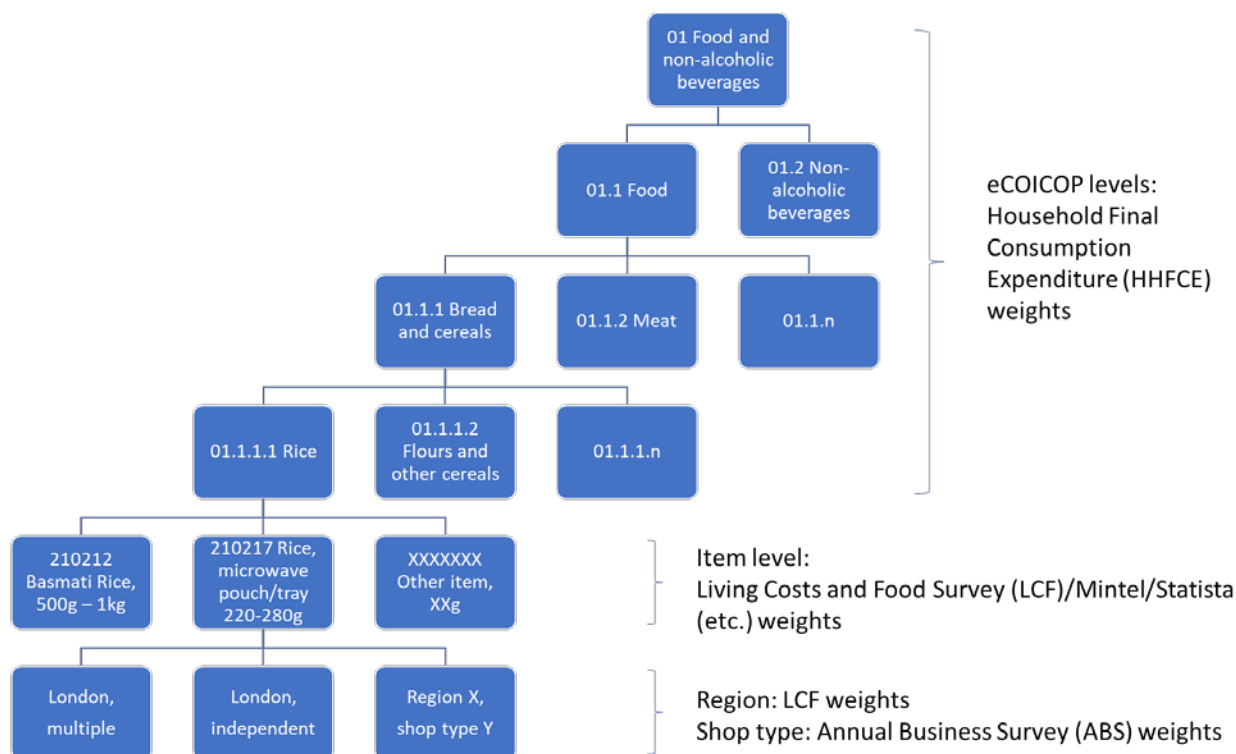 01 Food and
non-alcoholic
beverages
01.1 Food
01.2 Non-
alcoholic
beverages
eCOICOP levels:
Household Final
Consumption
Expenditure (HHFCE)
weights
01.1.1 Bread
and cereals
01.1.2 Meat
01.1.n
01.1.1.1 Rice
01.1.1.2
Flours and
other cereals
01.1.1.n
210212
Basmati Rice,
500g – 1kg
210217 Rice,
microwave
pouch/tray
220-280g
XXXXXXX
Other item,
XXg
Item level:
Living Costs and Food Survey (LCF)/Mintel/Statista
(etc.) weights
London,
multiple
London,
independent
Region X,
shop type Y
Region: LCF weights
Shop type: Annual Business Survey (ABS) weights